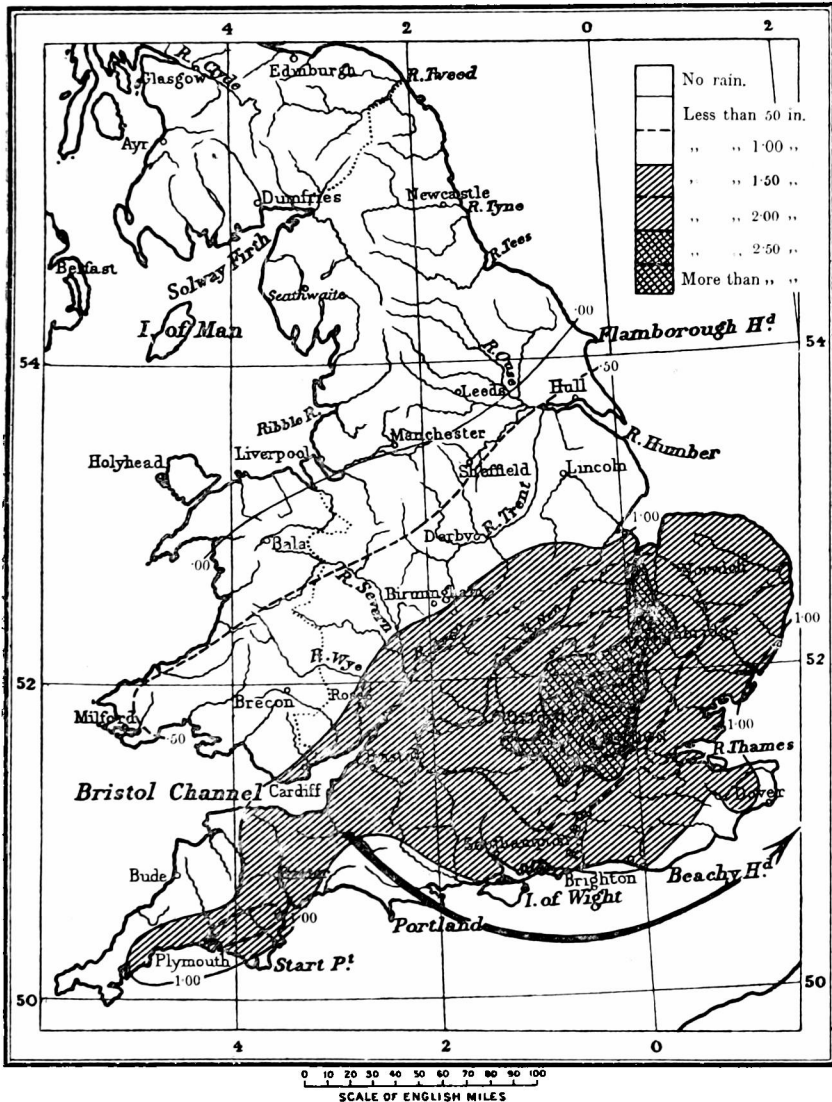 4 2 0 2
R. Clyde
Glasgow
Edinburgh
R. Tweed
No rain.
Less than 50 in.
„ „ 1·00 „
„ „ 1·50 „
„ „ 2·00 „
„ „ 2·50 „
More than „ „
Ayr
Dumfries
Newcastle
R. Tyne
R. Tees
Belfast
Solway Firth
Seathwaite
I. of Man
·00
Flamborough Hd.
54 54
R. Ouse
·50
Leeds
Hull
Ribble R.
Manchester
R. Humber
Holyhead
Liverpool
Sheffield
Lincoln
R. Trent
1·00
Derby
Bala
·00
R. Severn
Birmingham
Norwich
R. Nen
1·00
R. Wye
52 52
Brecon
Ross
Milford
·50
1·00
R. Thames
Bristol Channel
Cardiff
Dover
Southampton
Bude
Exeter
Brighton
Beachy Hd.
I. of Wight
·00
Portland
Plymouth
Start Pt.
1·00
50 50
4 2 0
0 10 20 30 40 50 60 70 80 90 100
SCALE OF ENGLISH MILES